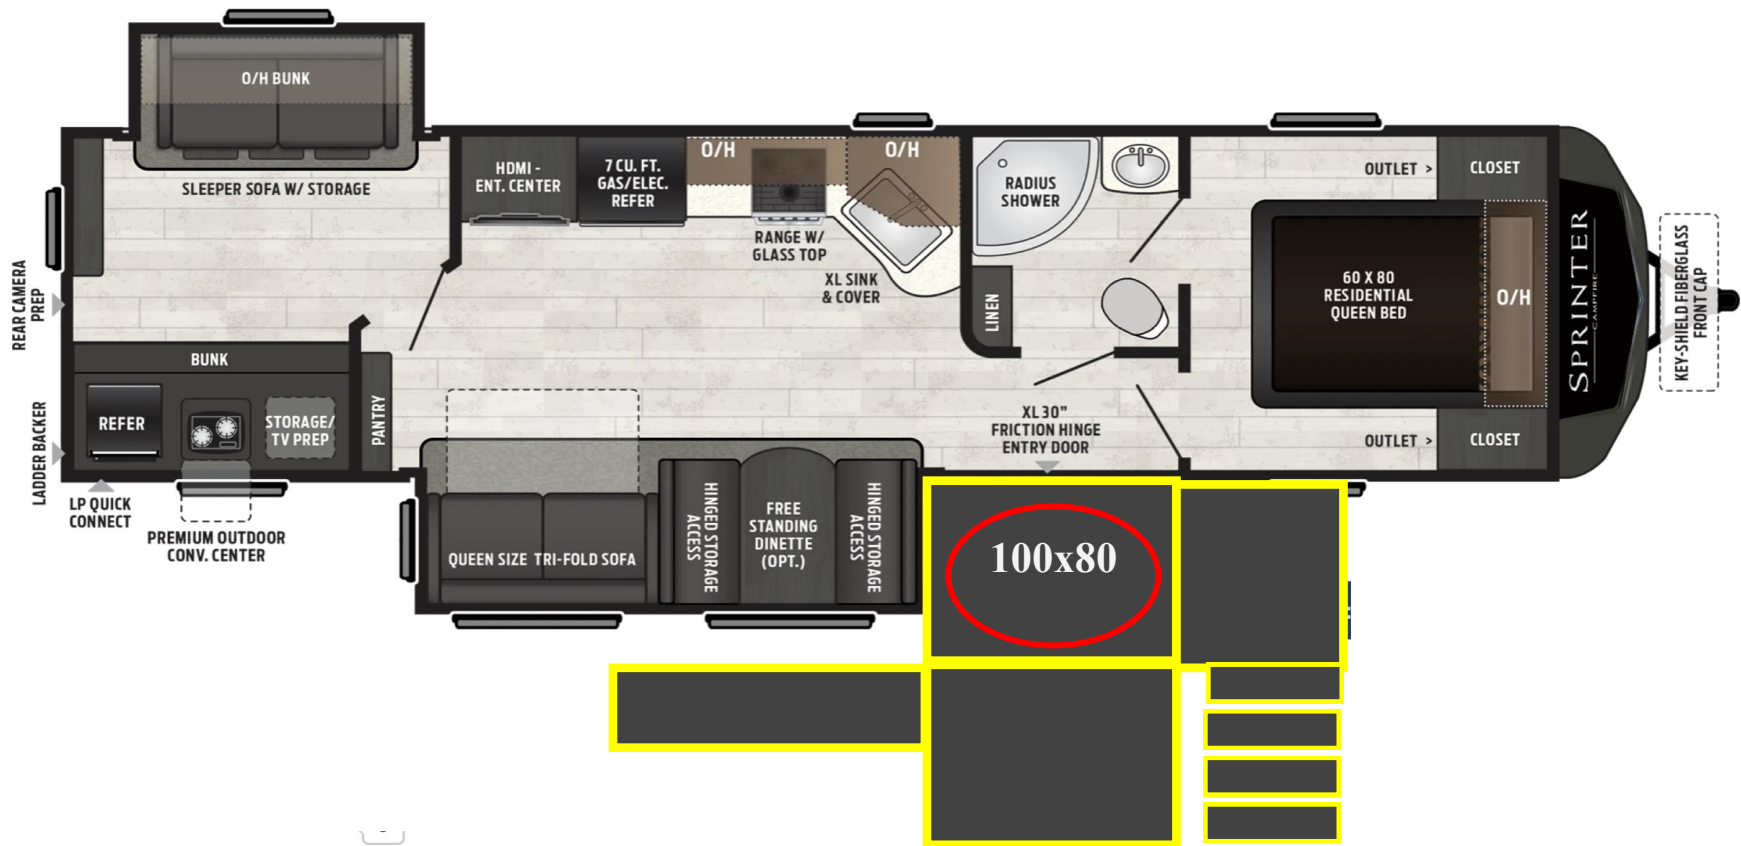 O/H BUNK
SLEEPER SOFA W/ STORAGE
HDMI -
ENT. CENTER
7 CU. FT.
GAS/ELEC.
REFER
O/H
O/H
RANGE W/
GLASS TOP
XL SINK
& COVER
RADIUS
SHOWER
LINEN
OUTLET >
CLOSET
60 X 80
RESIDENTIAL
QUEEN BED
O/H
SPRINTER
CAMPFIRE
KEY-SHIELD FIBERGLASS
FRONT CAP
REAR CAMERA
PREP
BUNK
REFER
STORAGE/
TV PREP
PANTRY
LADDER BACKER
LP QUICK
CONNECT
PREMIUM OUTDOOR
CONV. CENTER
QUEEN SIZE TRI-FOLD SOFA
HINGED STORAGE
ACCESS
FREE
STANDING
DINETTE
(OPT.)
HINGED STORAGE
ACCESS
XL 30"
FRICTION HINGE
ENTRY DOOR
OUTLET >
CLOSET
100x80